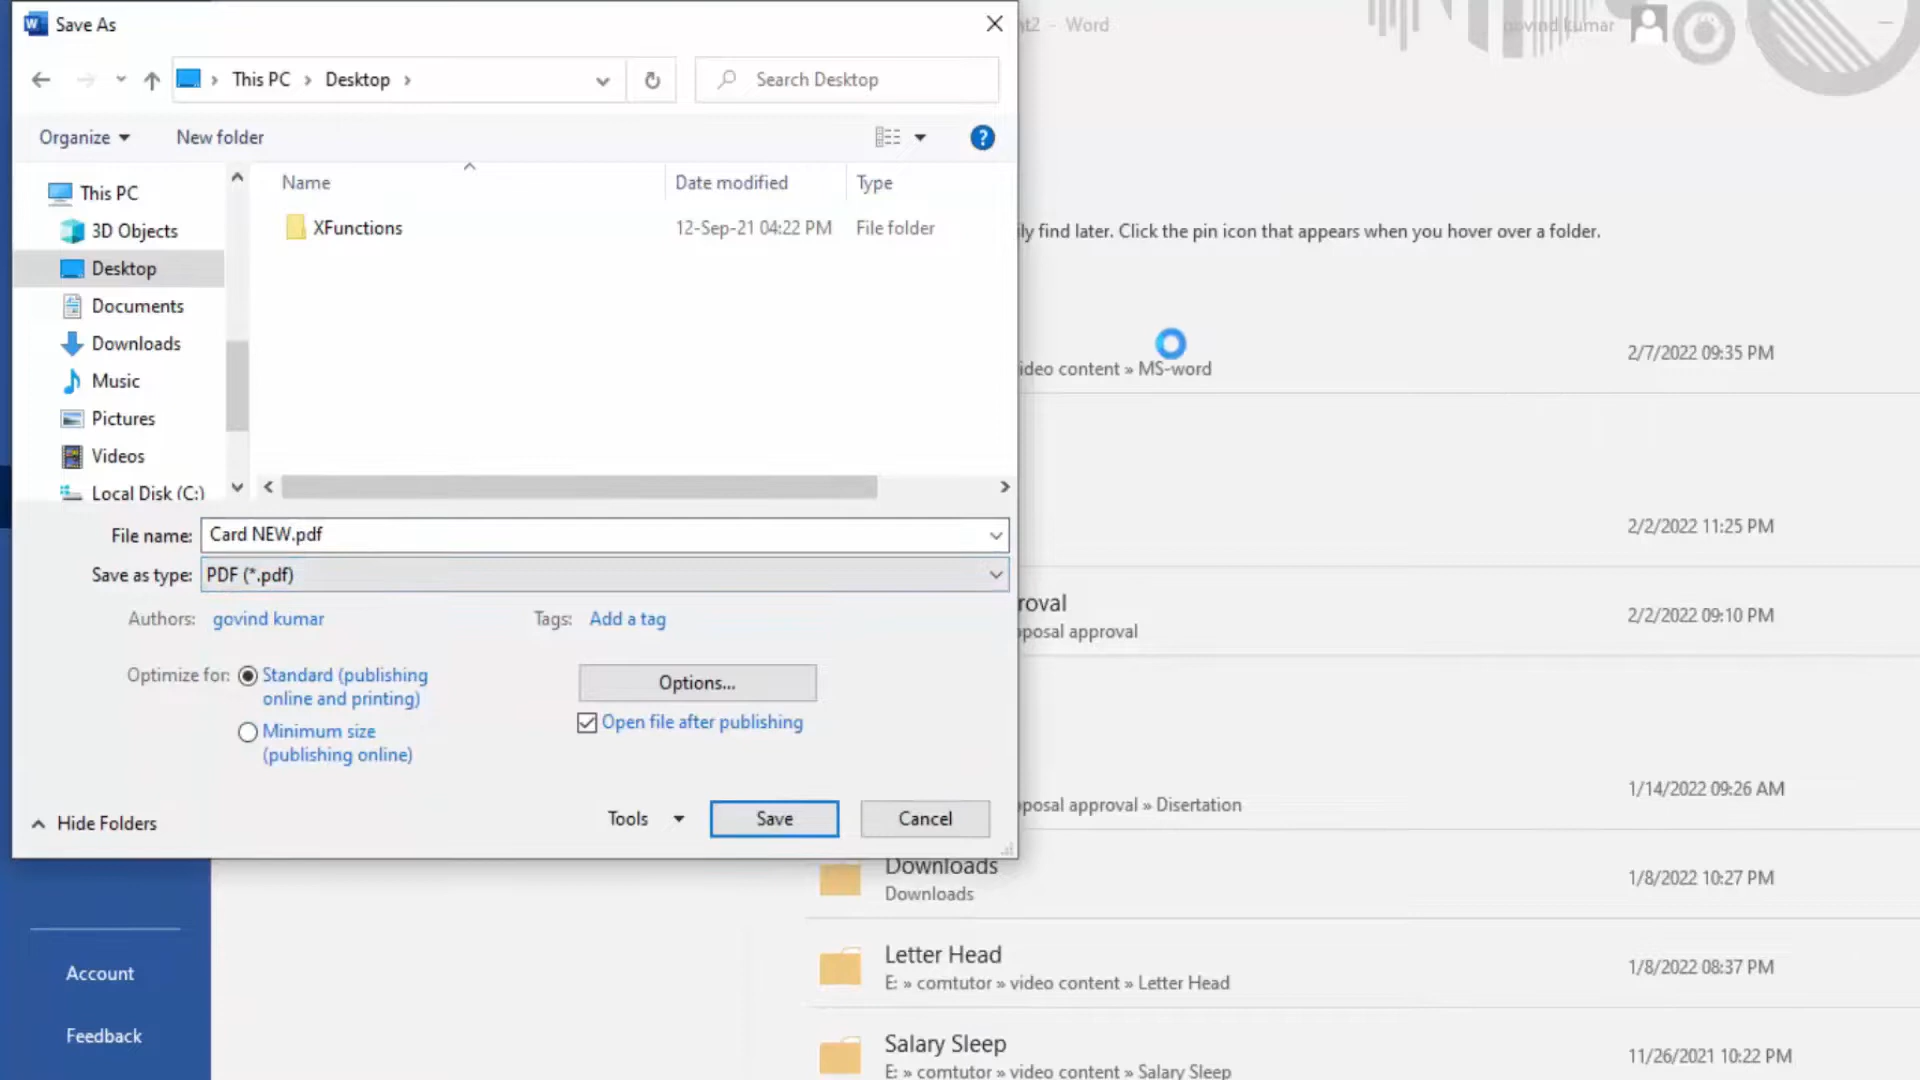 Save As
nt2 - Word
govind kumar
This PC › Desktop ›
Search Desktop
Organize
New folder
?
This PC
3D Objects
Desktop
Documents
Downloads
Music
Pictures
Videos
Local Disk (C:)
Name
Date modified
Type
XFunctions
12-Sep-21 04:22 PM
File folder
ily find later. Click the pin icon that appears when you hover over a folder.
2/7/2022 09:35 PM
ideo content » MS-word
2/2/2022 11:25 PM
File name:
Card NEW.pdf
Save as type:
PDF (*.pdf)
roval
posal approval
2/2/2022 09:10 PM
Authors:
govind kumar
Tags:
Add a tag
Optimize for:
Standard (publishing
online and printing)
Minimum size
(publishing online)
Options...
Open file after publishing
Hide Folders
Tools
Save
Cancel
posal approval » Disertation
1/14/2022 09:26 AM
Downloads
Downloads
1/8/2022 10:27 PM
Letter Head
E: » comtutor » video content » Letter Head
1/8/2022 08:37 PM
Salary Sleep
E: » comtutor » video content » Salary Sleep
11/26/2021 10:22 PM
Account
Feedback